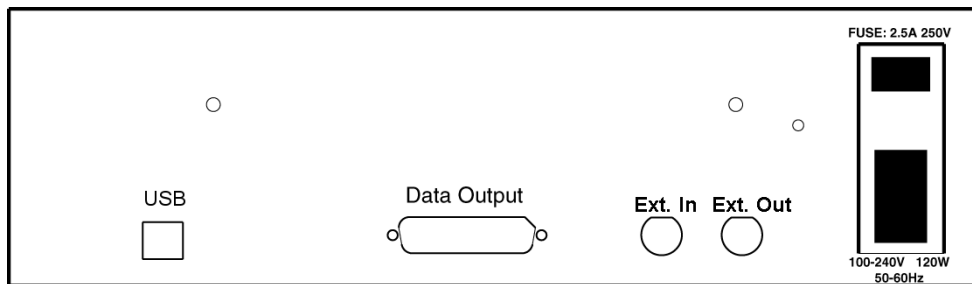 FUSE: 2.5A 250V
USB
Data Output
Ext. In Ext. Out
100-240V 120W
50-60Hz